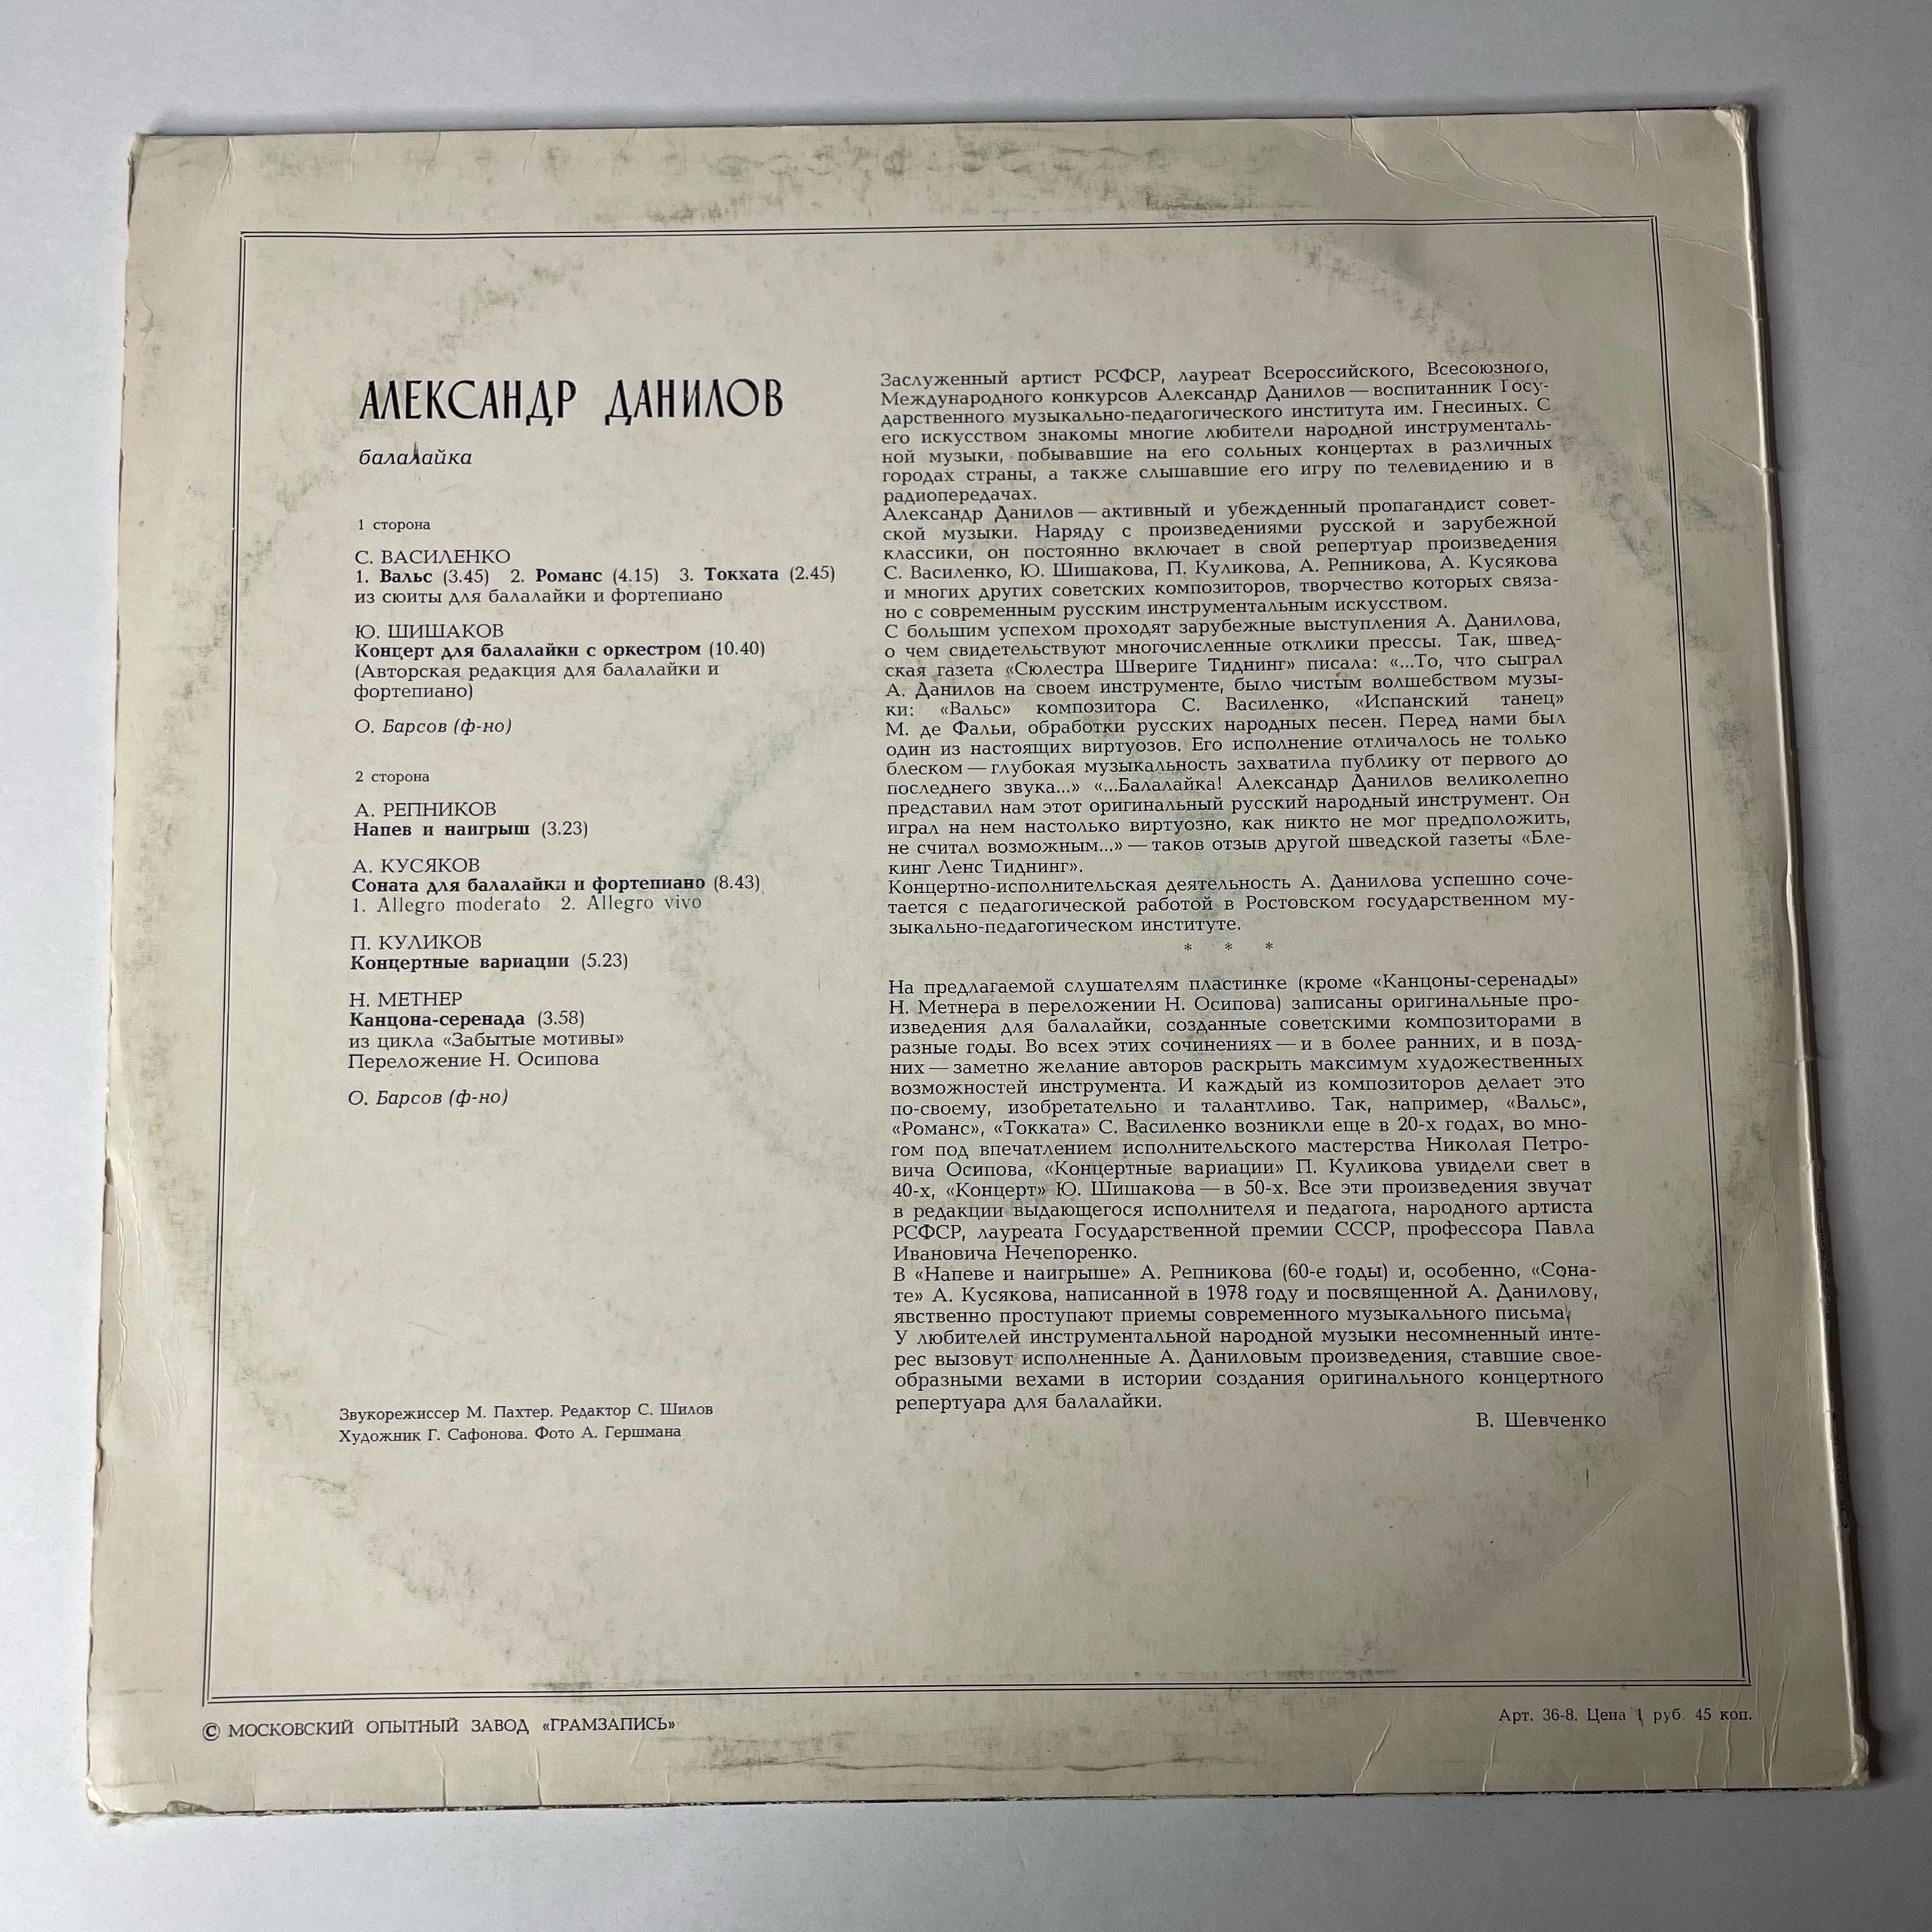 АЛЕКСАНДР ДАНИЛОВ
балалайка
1 сторона
С. ВАСИЛЕНКО
1. Вальс (3.45) 2. Романс (4.15) 3. Токката (2.45)
из сюиты для балалайки и фортепиано
Ю. ШИШАКОВ
Концерт для балалайки с оркестром (10.40)
(Авторская редакция для балалайки и
фортепиано)
О. Барсов (ф-но)
2 сторона
А. РЕПНИКОВ
Напев и наигрыш (3.23)
А. КУСЯКОВ
Соната для балалайки и фортепиано (8.43)
1. Allegro moderato 2. Allegro vivo
П. КУЛИКОВ
Концертные вариации (5.23)
Н. МЕТНЕР
Канцона-серенада (3.58)
из цикла «Забытые мотивы»
Переложение Н. Осипова
О. Барсов (ф-но)
Звукорежиссер М. Пахтер. Редактор С. Шилов
Художник Г. Сафонова. Фото А. Гершмана
Заслуженный артист РСФСР, лауреат Всероссийского, Всесоюзного,
Международного конкурсов Александр Данилов — воспитанник Госу-
дарственного музыкально-педагогического института им. Гнесиных. С
его искусством знакомы многие любители народной инструменталь-
ной музыки, побывавшие на его сольных концертах в различных
городах страны, а также слышавшие его игру по телевидению и в
радиопередачах.
Александр Данилов — активный и убежденный пропагандист совет-
ской музыки. Наряду с произведениями русской и зарубежной
классики, он постоянно включает в свой репертуар произведения
С. Василенко, Ю. Шишакова, П. Куликова, А. Репникова, А. Кусякова
и многих других советских композиторов, творчество которых связа-
но с современным русским инструментальным искусством.
С большим успехом проходят зарубежные выступления А. Данилова,
о чем свидетельствуют многочисленные отклики прессы. Так, швед-
ская газета «Сюлестра Швериге Тиднинг» писала: «...То, что сыграл
А. Данилов на своем инструменте, было чистым волшебством музы-
ки: «Вальс» композитора С. Василенко, «Испанский танец»
М. де Фальи, обработки русских народных песен. Перед нами был
один из настоящих виртуозов. Его исполнение отличалось не только
блеском — глубокая музыкальность захватила публику от первого до
последнего звука...» «...Балалайка! Александр Данилов великолепно
представил нам этот оригинальный русский народный инструмент. Он
играл на нем настолько виртуозно, как никто не мог предположить,
не считал возможным...» — таков отзыв другой шведской газеты «Бле-
кинг Ленс Тиднинг».
Концертно-исполнительская деятельность А. Данилова успешно соче-
тается с педагогической работой в Ростовском государственном му-
зыкально-педагогическом институте.
* * *
На предлагаемой слушателям пластинке (кроме «Канцоны-серенады»
Н. Метнера в переложении Н. Осипова) записаны оригинальные про-
изведения для балалайки, созданные советскими композиторами в
разные годы. Во всех этих сочинениях — и в более ранних, и в позд-
них — заметно желание авторов раскрыть максимум художественных
возможностей инструмента. И каждый из композиторов делает это
по-своему, изобретательно и талантливо. Так, например, «Вальс»,
«Романс», «Токката» С. Василенко возникли еще в 20-х годах, во мно-
гом под впечатлением исполнительского мастерства Николая Петро-
вича Осипова, «Концертные вариации» П. Куликова увидели свет в
40-х, «Концерт» Ю. Шишакова — в 50-х. Все эти произведения звучат
в редакции выдающегося исполнителя и педагога, народного артиста
РСФСР, лауреата Государственной премии СССР, профессора Павла
Ивановича Нечепоренко.
В «Напеве и наигрыше» А. Репникова (60-е годы) и, особенно, «Сона-
те» А. Кусякова, написанной в 1978 году и посвященной А. Данилову,
явственно проступают приемы современного музыкального письма.
У любителей инструментальной народной музыки несомненный инте-
рес вызовут исполненные А. Даниловым произведения, ставшие свое-
образными вехами в истории создания оригинального концертного
репертуара для балалайки.
В. Шевченко
© МОСКОВСКИЙ ОПЫТНЫЙ ЗАВОД «ГРАМЗАПИСЬ»
Арт. 36-8. Цена 1 руб. 45 коп.